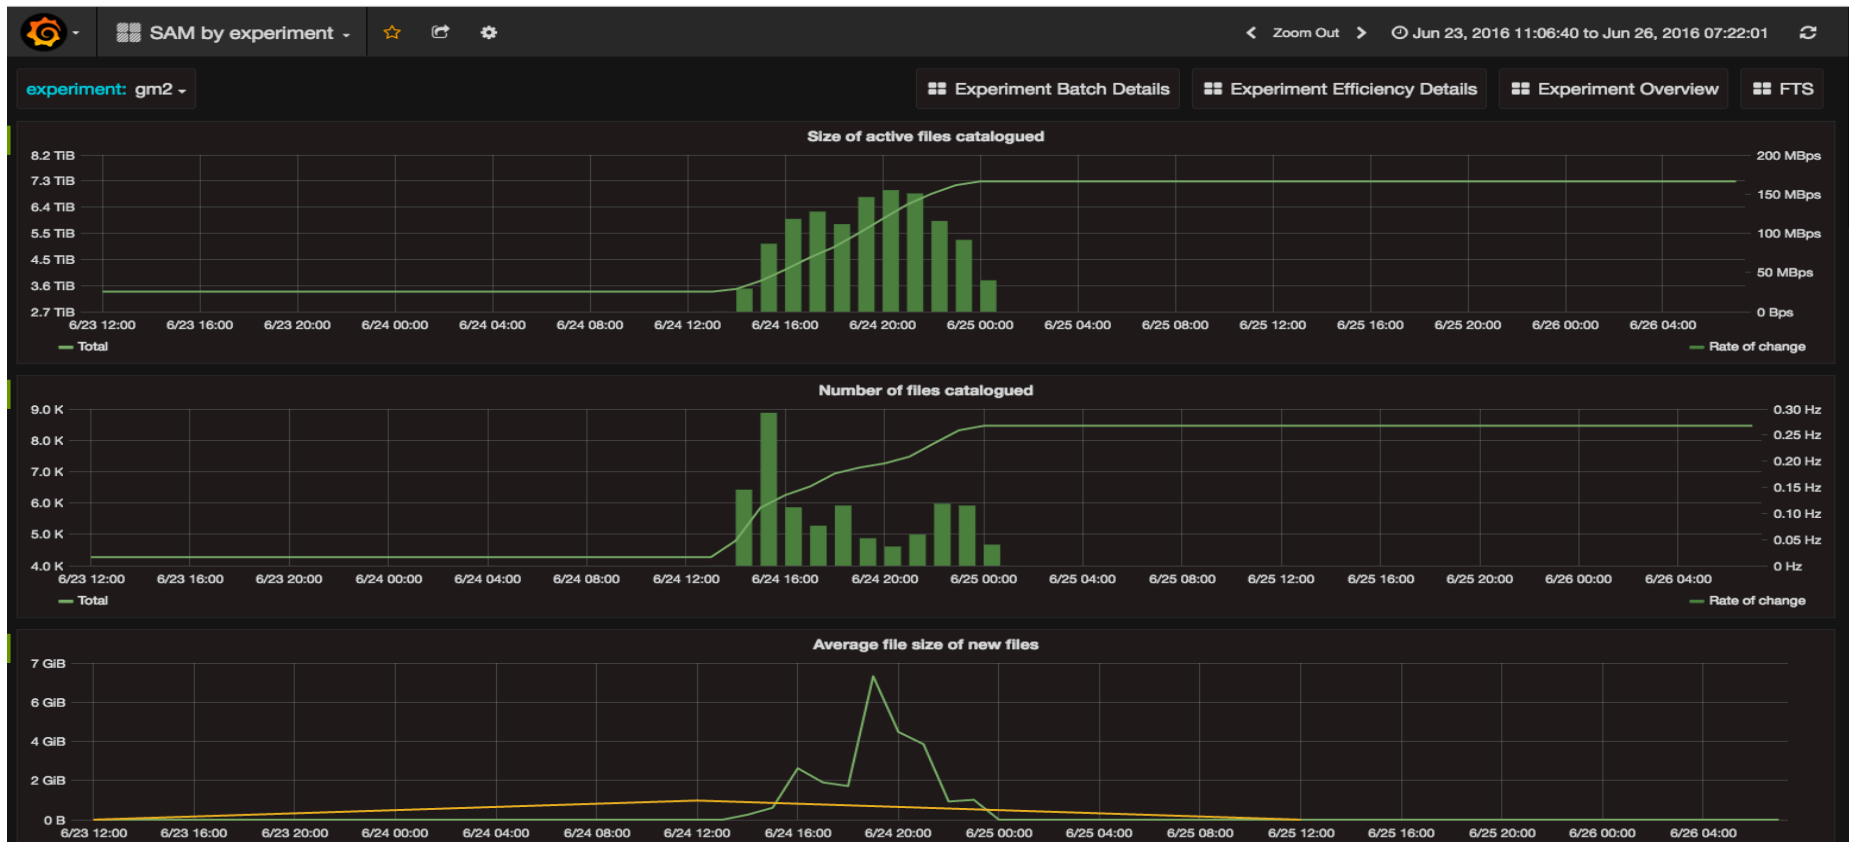 SAM by experiment
Zoom Out Jun 23, 2016 11:06:40 to Jun 26, 2016 07:22:01
experiment: gm2
Experiment Batch Details Experiment Efficiency Details Experiment Overview FTS
Size of active files catalogued
8.2 TiB
7.3 TiB
6.4 TiB
5.5 TiB
4.5 TiB
3.6 TiB
2.7 TiB
200 MBps
150 MBps
100 MBps
50 MBps
0 Bps
6/23 12:00 6/23 16:00 6/23 20:00 6/24 00:00 6/24 04:00 6/24 08:00 6/24 12:00 6/24 16:00 6/24 20:00 6/25 00:00 6/25 04:00 6/25 08:00 6/25 12:00 6/25 16:00 6/25 20:00 6/26 00:00 6/26 04:00
Total Rate of change
Number of files catalogued
9.0 K
8.0 K
7.0 K
6.0 K
5.0 K
4.0 K
0.30 Hz
0.25 Hz
0.20 Hz
0.15 Hz
0.10 Hz
0.05 Hz
0 Hz
6/23 12:00 6/23 16:00 6/23 20:00 6/24 00:00 6/24 04:00 6/24 08:00 6/24 12:00 6/24 16:00 6/24 20:00 6/25 00:00 6/25 04:00 6/25 08:00 6/25 12:00 6/25 16:00 6/25 20:00 6/26 00:00 6/26 04:00
Total Rate of change
Average file size of new files
7 GiB
6 GiB
4 GiB
2 GiB
0 B
6/23 12:00 6/23 16:00 6/23 20:00 6/24 00:00 6/24 04:00 6/24 08:00 6/24 12:00 6/24 16:00 6/24 20:00 6/25 00:00 6/25 04:00 6/25 08:00 6/25 12:00 6/25 16:00 6/25 20:00 6/26 00:00 6/26 04:00